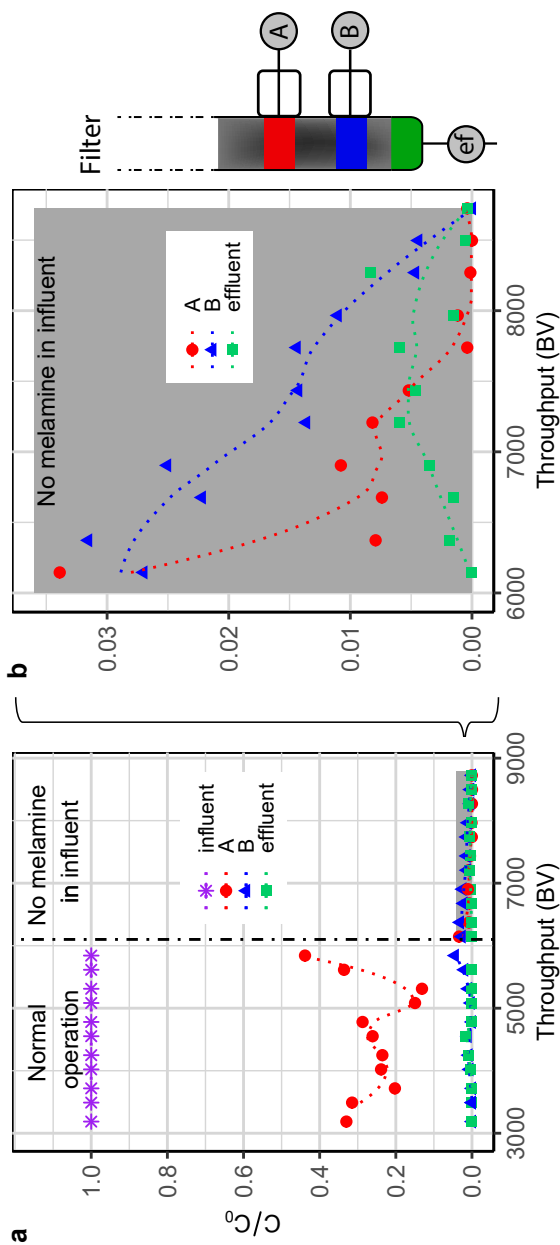 a
C/C₀
1.0
0.8
0.6
0.4
0.2
0.0
Normal
operation
No melamine
in influent
influent
A
B
effluent
3000
5000
7000
9000
Throughput (BV)
b
0.03
0.02
0.01
0.00
No melamine in influent
A
B
effluent
6000
7000
8000
Throughput (BV)
Filter
A
B
ef